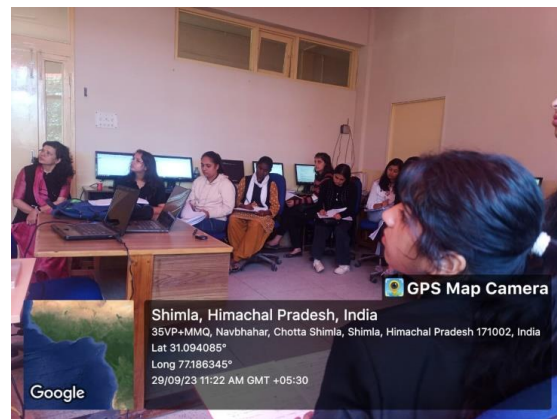 GPS Map Camera
Shimla, Himachal Pradesh, India
35VP+MMQ, Navbhahar, Chotta Shimla, Shimla, Himachal Pradesh 171002, India
Lat 31.094085°
Long 77.186345°
29/09/23 11:22 AM GMT +05:30
Google